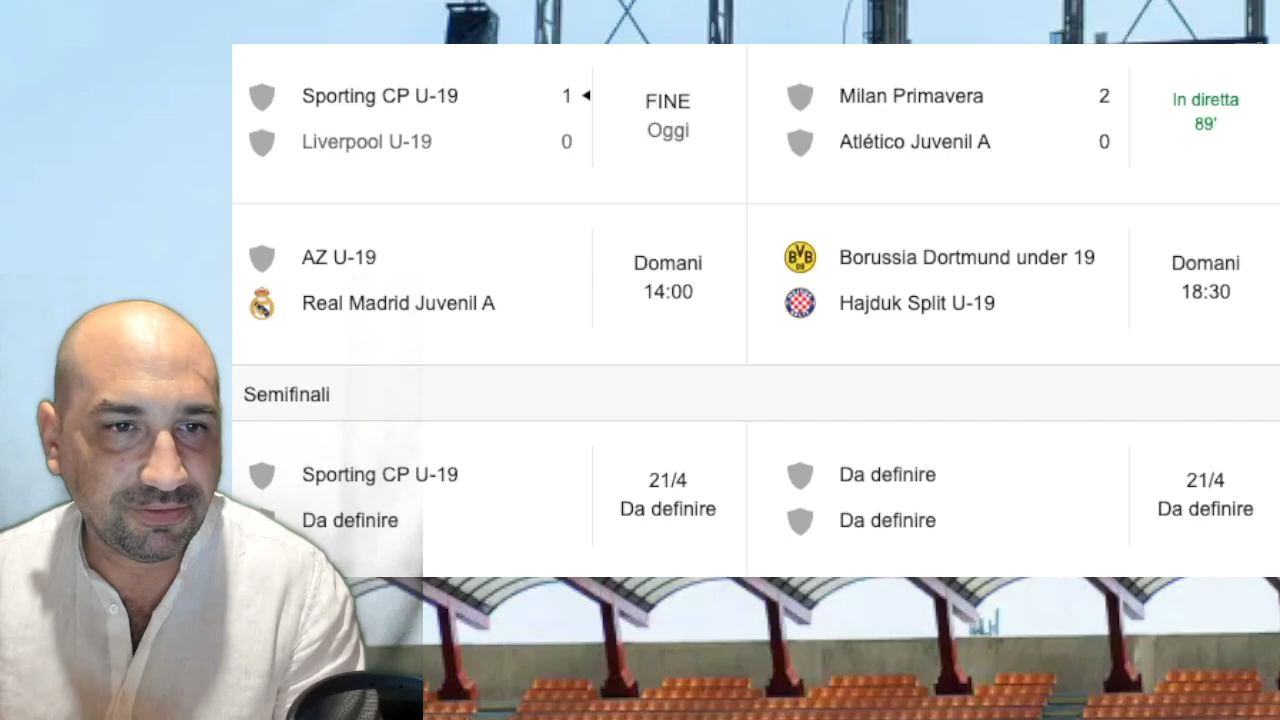 Sporting CP U-19 1
Liverpool U-19 0
FINE
Oggi
Milan Primavera 2
Atlético Juvenil A 0
In diretta
89'
AZ U-19
Real Madrid Juvenil A
Domani
14:00
BVB
09
Borussia Dortmund under 19
Hajduk Split U-19
Domani
18:30
Semifinali
Sporting CP U-19
Da definire
21/4
Da definire
Da definire
Da definire
21/4
Da definire